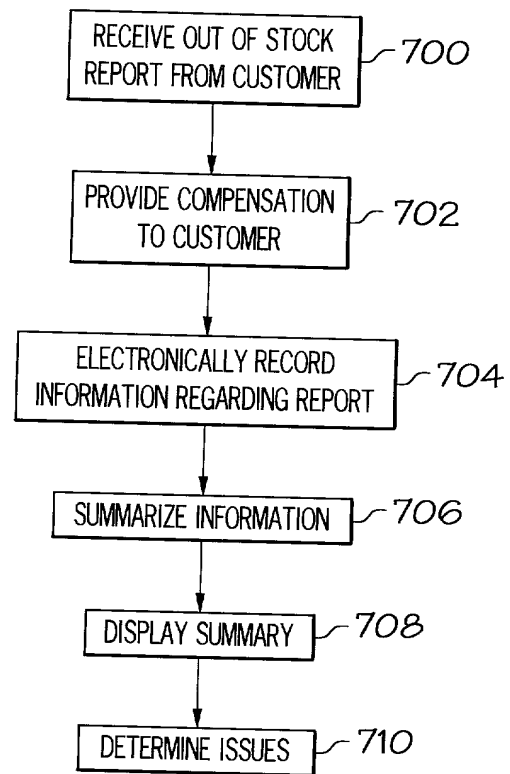 RECEIVE OUT OF STOCK
REPORT FROM CUSTOMER
700
PROVIDE COMPENSATION
TO CUSTOMER
702
ELECTRONICALLY RECORD
INFORMATION REGARDING REPORT
704
SUMMARIZE INFORMATION
706
DISPLAY SUMMARY
708
DETERMINE ISSUES
710